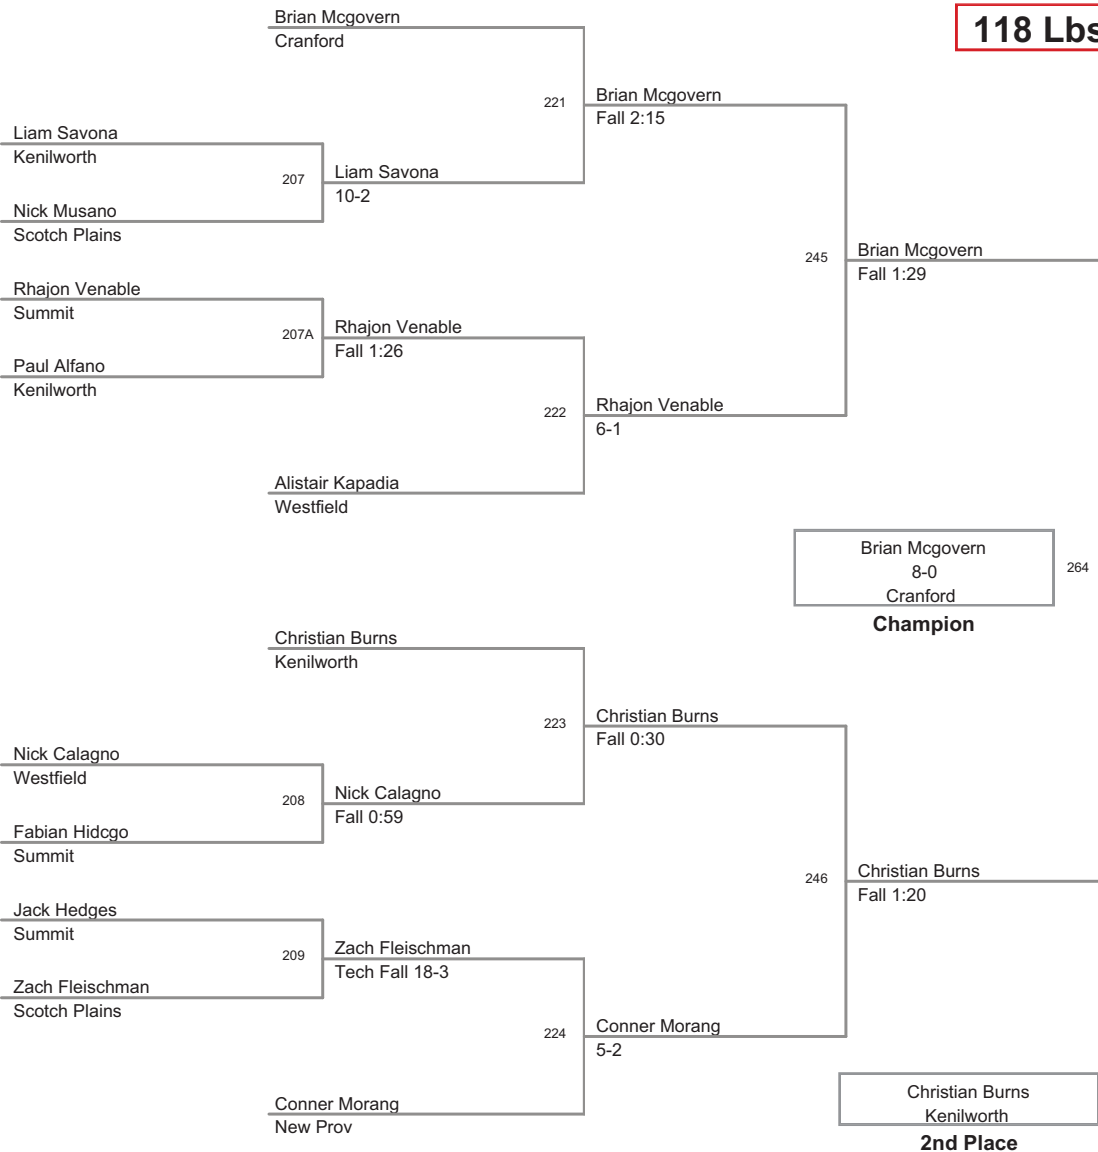 118 Lbs
Brian Mcgovern
Cranford
221
Brian Mcgovern
Fall 2:15
Liam Savona
Kenilworth
207
Liam Savona
10-2
Nick Musano
Scotch Plains
245
Brian Mcgovern
Fall 1:29
Rhajon Venable
Summit
207A
Rhajon Venable
Fall 1:26
Paul Alfano
Kenilworth
222
Rhajon Venable
6-1
Alistair Kapadia
Westfield
Brian Mcgovern
8-0
Cranford
264
Champion
Christian Burns
Kenilworth
223
Christian Burns
Fall 0:30
Nick Calagno
Westfield
208
Nick Calagno
Fall 0:59
Fabian Hidcgo
Summit
246
Christian Burns
Fall 1:20
Jack Hedges
Summit
209
Zach Fleischman
Tech Fall 18-3
Zach Fleischman
Scotch Plains
224
Conner Morang
5-2
Conner Morang
New Prov
Christian Burns
Kenilworth
2nd Place